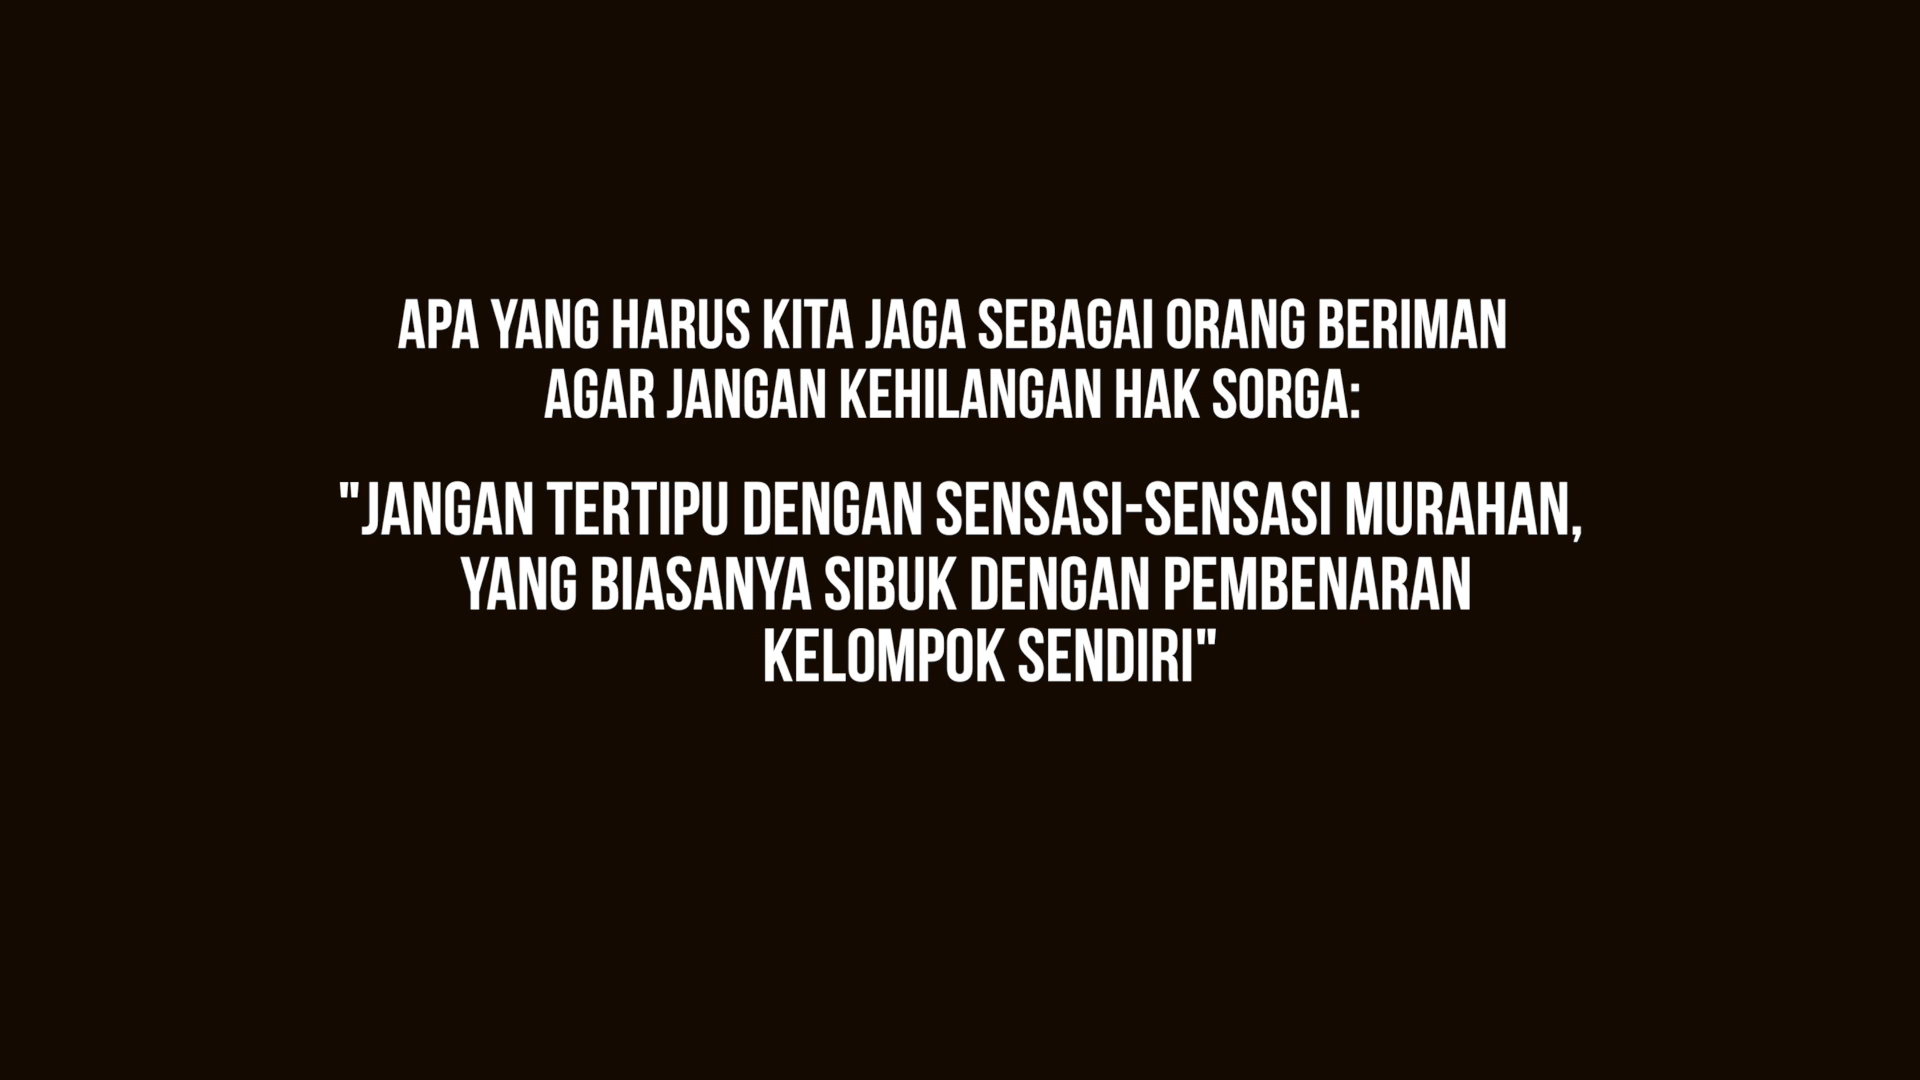 APA YANG HARUS KITA JAGA SEBAGAI ORANG BERIMAN
AGAR JANGAN KEHILANGAN HAK SORGA:
"JANGAN TERTIPU DENGAN SENSASI-SENSASI MURAHAN,
YANG BIASANYA SIBUK DENGAN PEMBENARAN
KELOMPOK SENDIRI"